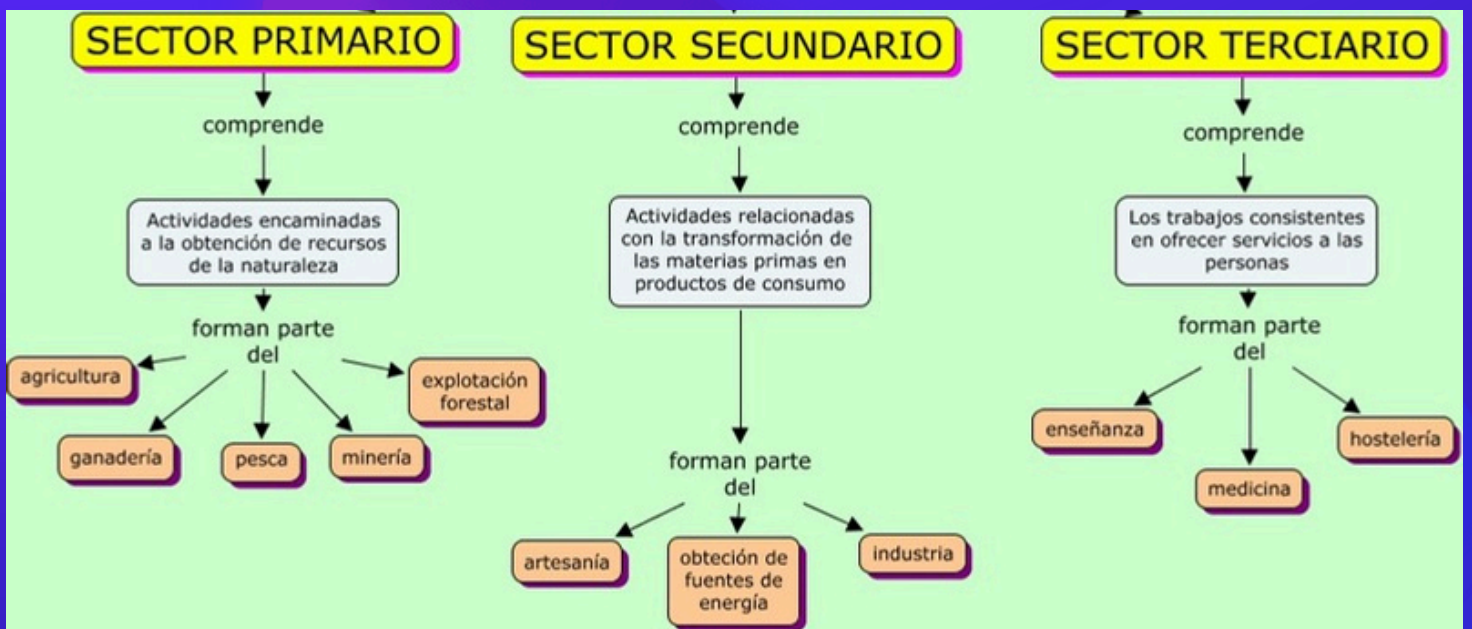 SECTOR PRIMARIO
comprende
Actividades encaminadas
a la obtención de recursos
de la naturaleza
forman parte
del
agricultura
ganadería
pesca
minería
explotación
forestal
SECTOR SECUNDARIO
comprende
Actividades relacionadas
con la transformación de
las materias primas en
productos de consumo
forman parte
del
artesanía
obteción de
fuentes de
energía
industria
SECTOR TERCIARIO
comprende
Los trabajos consistentes
en ofrecer servicios a las
personas
forman parte
del
enseñanza
medicina
hostelería